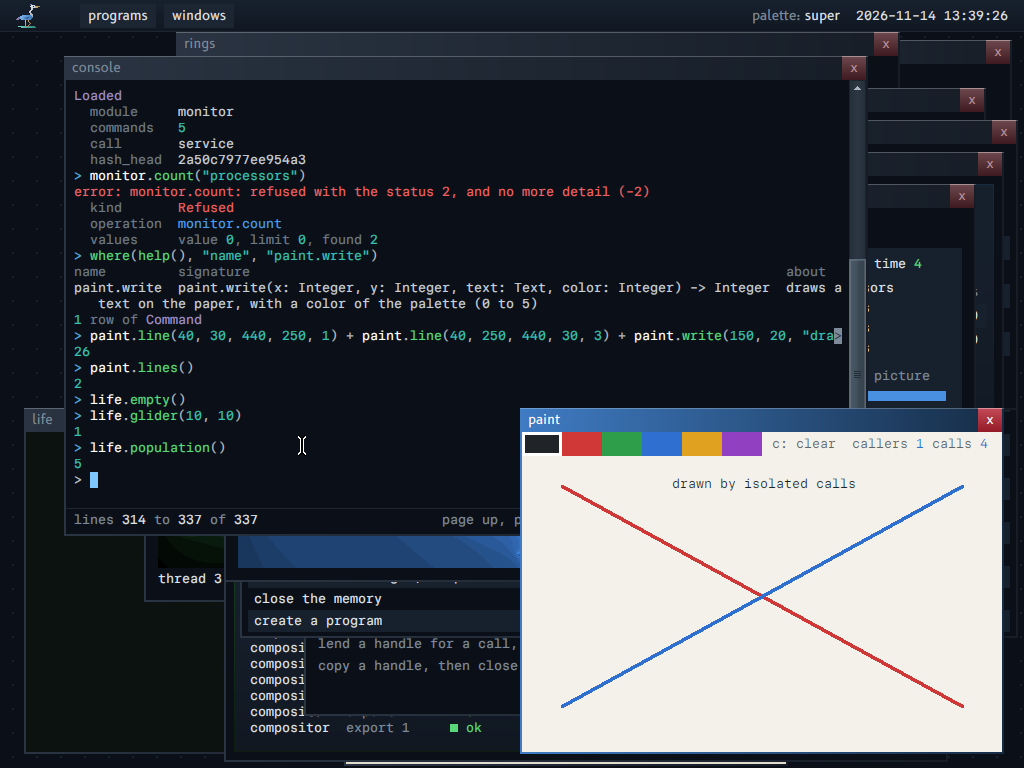 programs windows palette: super 2026-11-14 13:39:26
rings x
x
console x
x
x
x
x
Loaded
module monitor
commands 5
call service
hash_head 2a50c7977ee954a3
> monitor.count("processors")
error: monitor.count: refused with the status 2, and no more detail (-2)
kind Refused
operation monitor.count
values value 0, limit 0, found 2
> where(help(), "name", "paint.write")
name signature about
paint.write paint.write(x: Integer, y: Integer, text: Text, color: Integer) -> Integer draws a
text on the paper, with a color of the palette (0 to 5)
1 row of Command
> paint.line(40, 30, 440, 250, 1) + paint.line(40, 250, 440, 30, 3) + paint.write(150, 20, "dra>
26
> paint.lines()
2
> life.empty()
> life.glider(10, 10)
1
> life.population()
5
>
lines 314 to 337 of 337 page up, p
time 4
picture
life
paint x
c: clear callers 1 calls 4
drawn by isolated calls
thread 3
close the memory
create a program
lend a handle for a call,
copy a handle, then close
composi
composi
composi
composi
composi
compositor export 1 ok